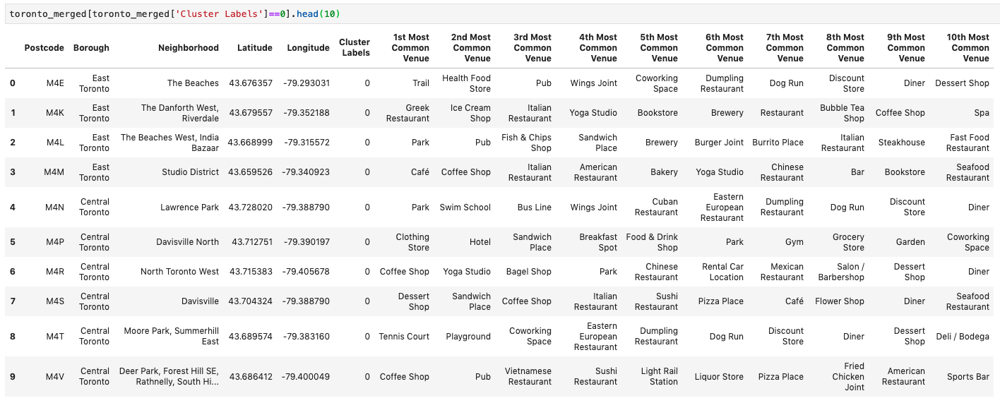 toronto_merged[toronto_merged['Cluster Labels']==0].head(10)
Postcode Borough Neighborhood Latitude Longitude Cluster Labels 1st Most Common Venue 2nd Most Common Venue 3rd Most Common Venue 4th Most Common Venue 5th Most Common Venue 6th Most Common Venue 7th Most Common Venue 8th Most Common Venue 9th Most Common Venue 10th Most Common Venue
0 M4E East Toronto The Beaches 43.676357 -79.293031 0 Trail Health Food Store Pub Wings Joint Coworking Space Dumpling Restaurant Dog Run Discount Store Diner Dessert Shop
1 M4K East Toronto The Danforth West, Riverdale 43.679557 -79.352188 0 Greek Restaurant Ice Cream Shop Italian Restaurant Yoga Studio Bookstore Brewery Restaurant Bubble Tea Shop Coffee Shop Spa
2 M4L East Toronto The Beaches West, India Bazaar 43.668999 -79.315572 0 Park Pub Fish & Chips Shop Sandwich Place Brewery Burger Joint Burrito Place Italian Restaurant Steakhouse Fast Food Restaurant
3 M4M East Toronto Studio District 43.659526 -79.340923 0 Café Coffee Shop Italian Restaurant American Restaurant Bakery Yoga Studio Chinese Restaurant Bar Bookstore Seafood Restaurant
4 M4N Central Toronto Lawrence Park 43.728020 -79.388790 0 Park Swim School Bus Line Wings Joint Cuban Restaurant Eastern European Restaurant Dumpling Restaurant Dog Run Discount Store Diner
5 M4P Central Toronto Davisville North 43.712751 -79.390197 0 Clothing Store Hotel Sandwich Place Breakfast Spot Food & Drink Shop Park Gym Grocery Store Garden Coworking Space
6 M4R Central Toronto North Toronto West 43.715383 -79.405678 0 Coffee Shop Yoga Studio Bagel Shop Park Chinese Restaurant Rental Car Location Mexican Restaurant Salon / Barbershop Dessert Shop Diner
7 M4S Central Toronto Davisville 43.704324 -79.388790 0 Dessert Shop Sandwich Place Coffee Shop Italian Restaurant Sushi Restaurant Pizza Place Café Flower Shop Diner Seafood Restaurant
8 M4T Central Toronto Moore Park, Summerhill East 43.689574 -79.383160 0 Tennis Court Playground Coworking Space Eastern European Restaurant Dumpling Restaurant Dog Run Discount Store Diner Dessert Shop Deli / Bodega
9 M4V Central Toronto Deer Park, Forest Hill SE, Rathnelly, South Hi... 43.686412 -79.400049 0 Coffee Shop Pub Vietnamese Restaurant Sushi Restaurant Light Rail Station Liquor Store Pizza Place Fried Chicken Joint American Restaurant Sports Bar